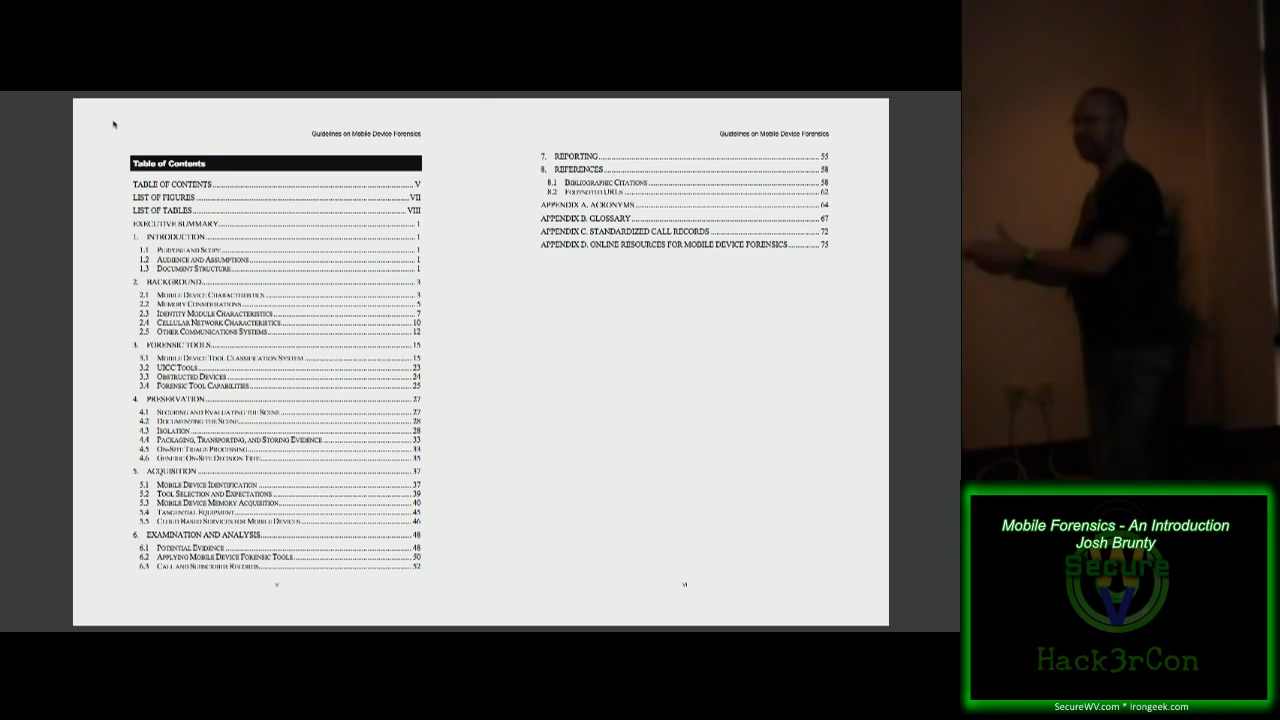 Guidelines on Mobile Device Forensics
Table of Contents
TABLE OF CONTENTS V
LIST OF FIGURES VII
LIST OF TABLES VIII
EXECUTIVE SUMMARY 1
1. INTRODUCTION 1
1.1 PURPOSE AND SCOPE 1
1.2 AUDIENCE AND ASSUMPTIONS 1
1.3 DOCUMENT STRUCTURE 1
2. BACKGROUND 3
2.1 MOBILE DEVICE CHARACTERISTICS 3
2.2 MEMORY CONSIDERATIONS 5
2.3 IDENTITY MODULE CHARACTERISTICS 7
2.4 CELLULAR NETWORK CHARACTERISTICS 10
2.5 OTHER COMMUNICATIONS SYSTEMS 12
3. FORENSIC TOOLS 15
3.1 MOBILE DEVICE TOOL CLASSIFICATION SYSTEM 15
3.2 UICC TOOLS 23
3.3 OBSTRUCTED DEVICES 24
3.4 FORENSIC TOOL CAPABILITIES 25
4. PRESERVATION 27
4.1 SECURING AND EVALUATING THE SCENE 27
4.2 DOCUMENTING THE SCENE 28
4.3 ISOLATION 28
4.4 PACKAGING, TRANSPORTING, AND STORING EVIDENCE 33
4.5 ON-SITE TRIAGE PROCESSING 33
4.6 GENERIC ON-SITE DECISION TREE 35
5. ACQUISITION 37
5.1 MOBILE DEVICE IDENTIFICATION 37
5.2 TOOL SELECTION AND EXPECTATIONS 39
5.3 MOBILE DEVICE MEMORY ACQUISITION 40
5.4 TANGENTIAL EQUIPMENT 45
5.5 CLOUD BASED SERVICES FOR MOBILE DEVICES 46
6. EXAMINATION AND ANALYSIS 48
6.1 POTENTIAL EVIDENCE 48
6.2 APPLYING MOBILE DEVICE FORENSIC TOOLS 50
6.3 CALL AND SUBSCRIBER RECORDS 52
V
Guidelines on Mobile Device Forensics
7. REPORTING 55
8. REFERENCES 58
8.1 BIBLIOGRAPHIC CITATIONS 58
8.2 FOOTNOTED URLS 62
APPENDIX A. ACRONYMS 64
APPENDIX B. GLOSSARY 67
APPENDIX C. STANDARDIZED CALL RECORDS 72
APPENDIX D. ONLINE RESOURCES FOR MOBILE DEVICE FORENSICS 75
VI
Mobile Forensics - An Introduction
Josh Brunty
Secure
WV
Hack3rCon
SecureWV.com * Irongeek.com